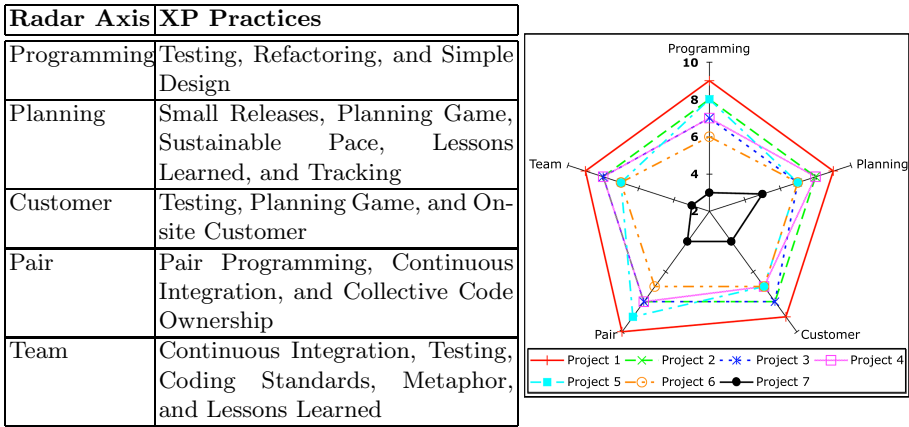 Radar Axis XP Practices
Programming Testing, Refactoring, and Simple
Design
Planning Small Releases, Planning Game,
Sustainable Pace, Lessons
Learned, and Tracking
Customer Testing, Planning Game, and On-
site Customer
Pair Pair Programming, Continuous
Integration, and Collective Code
Ownership
Team Continuous Integration, Testing,
Coding Standards, Metaphor,
and Lessons Learned
Programming
10
8
6
4
2
Team
Planning
Pair
Customer
Project 1 Project 2 Project 3 Project 4
Project 5 Project 6 Project 7